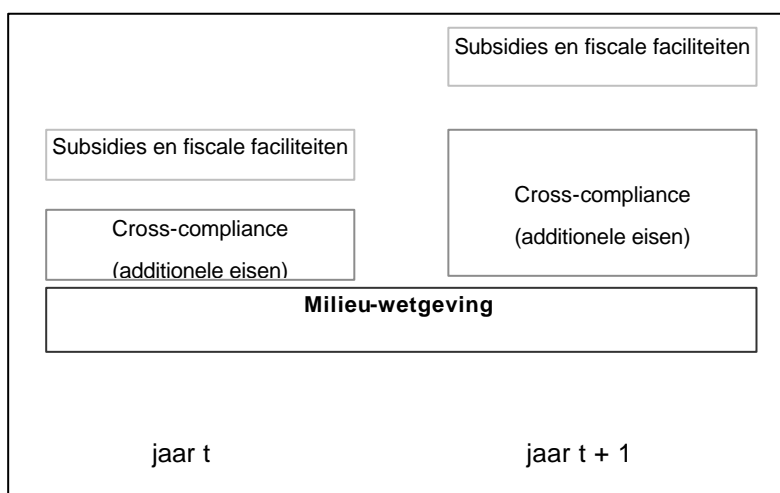 Subsidies en fiscale faciliteiten
Subsidies en fiscale faciliteiten
Cross-compliance
(additionele eisen)
Cross-compliance
(additionele eisen)
Milieu-wetgeving
jaar t
jaar t + 1